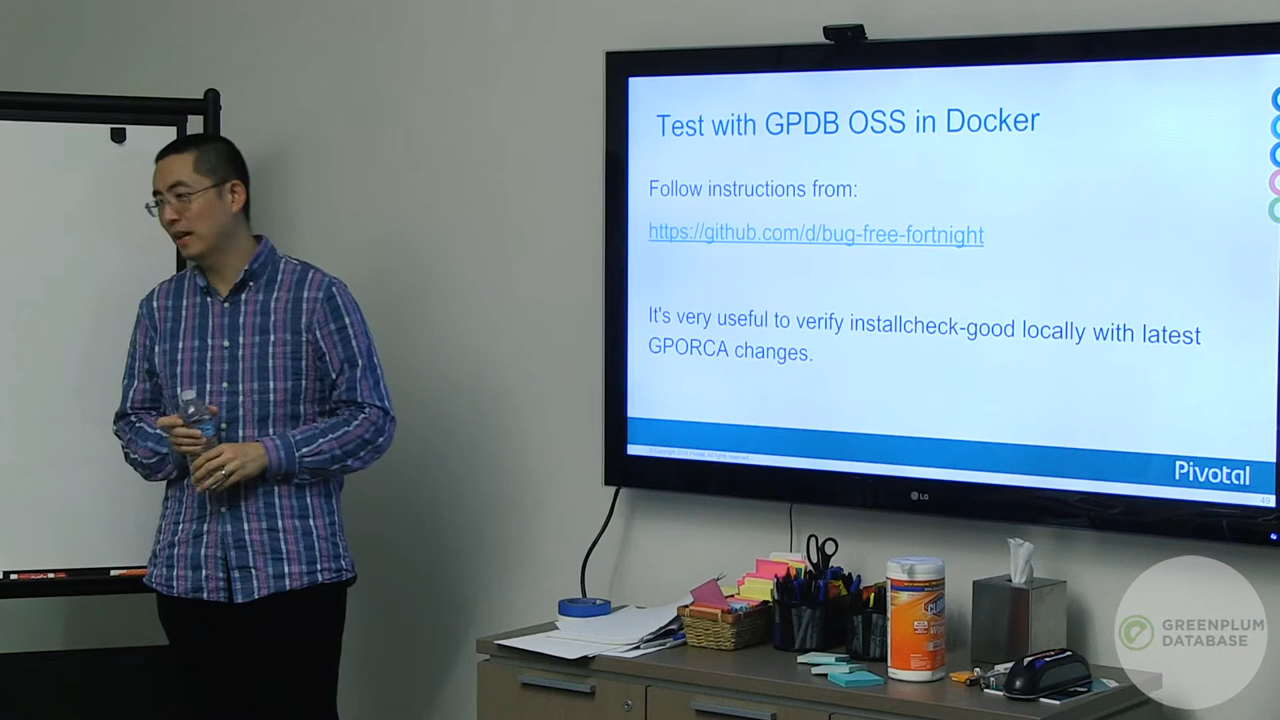 Test with GPDB OSS in Docker
Follow instructions from:
https://github.com/d/bug-free-fortnight
It's very useful to verify installcheck-good locally with latest
GPORCA changes.
Pivotal
49
LG
GREENPLUM
DATABASE